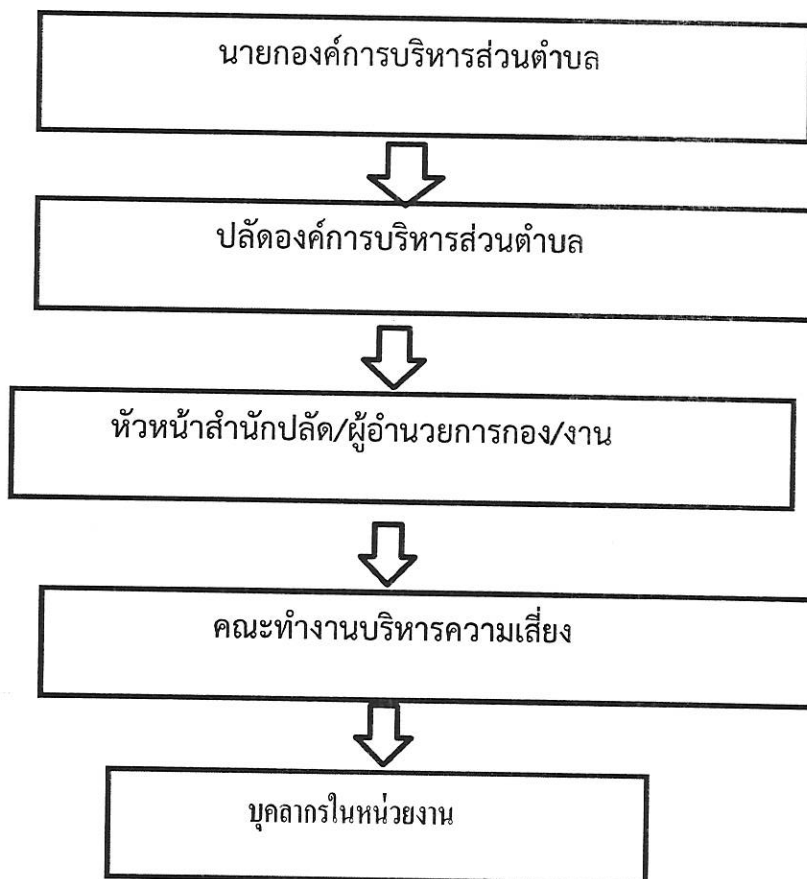 นายกองค์การบริหารส่วนตำบล
ปลัดองค์การบริหารส่วนตำบล
หัวหน้าสำนักปลัด/ผู้อำนวยการกอง/งาน
คณะทำงานบริหารความเสี่ยง
บุคลากรในหน่วยงาน